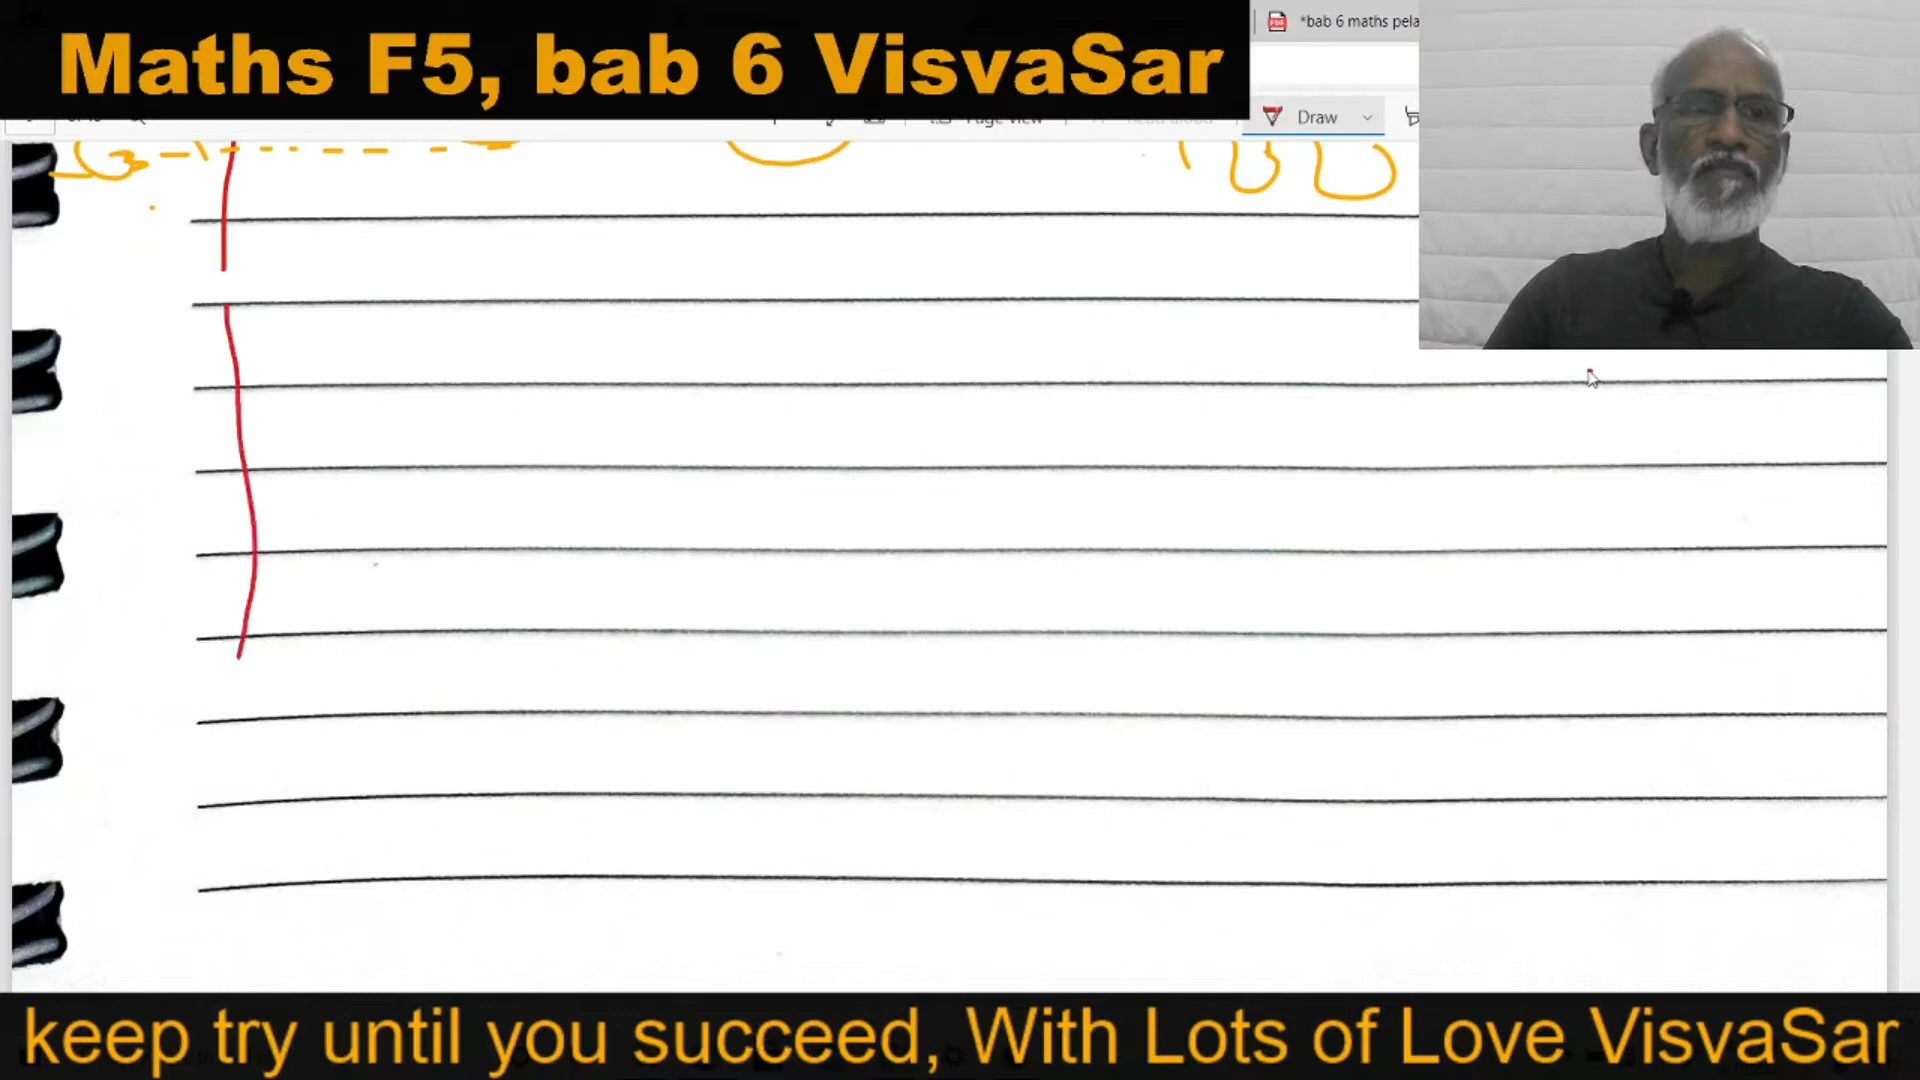 Maths F5, bab 6 VisvaSar
*bab 6 maths pela
Draw
keep try until you succeed, With Lots of Love VisvaSar